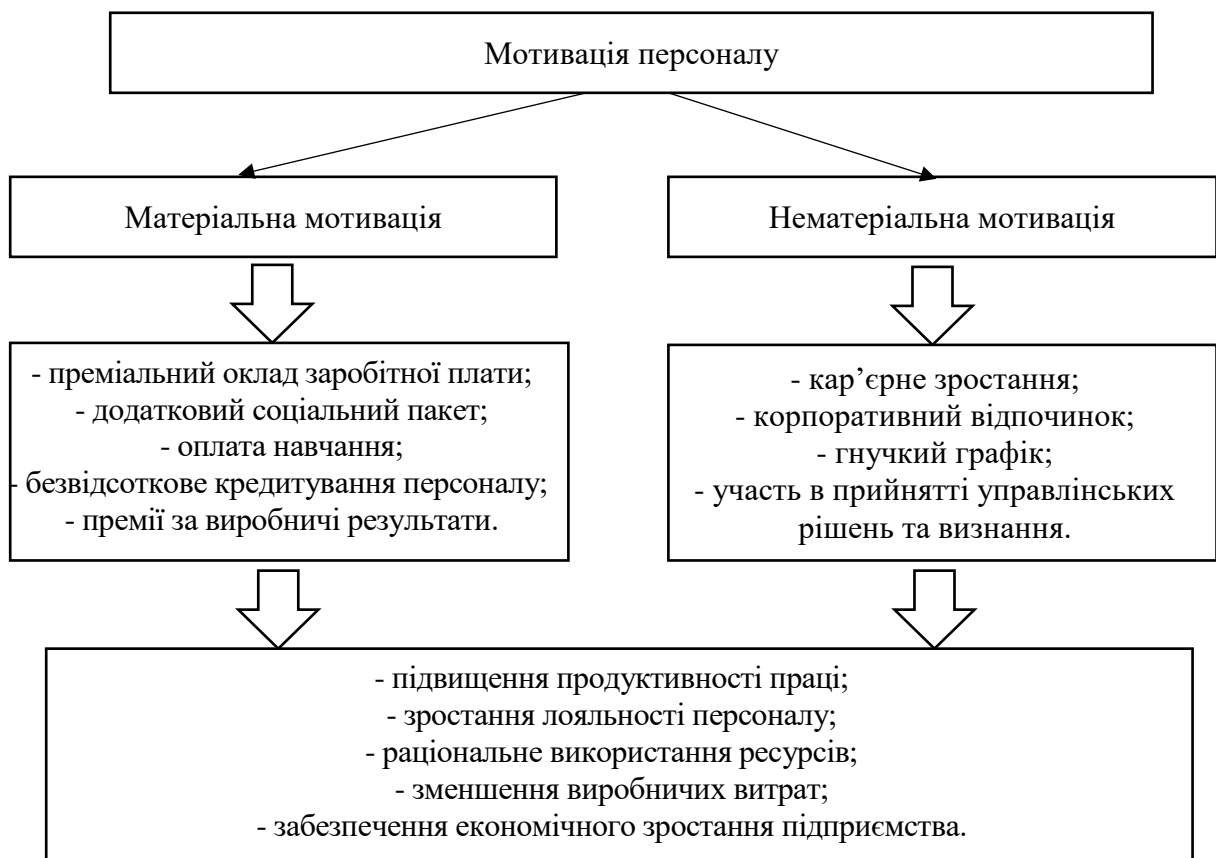 Мотивація персоналу
Матеріальна мотивація
Нематеріальна мотивація
- преміальний оклад заробітної плати;
- додатковий соціальний пакет;
- оплата навчання;
- безвідсоткове кредитування персоналу;
- премії за виробничі результати.
- кар’єрне зростання;
- корпоративний відпочинок;
- гнучкий графік;
- участь в прийнятті управлінських
рішень та визнання.
- підвищення продуктивності праці;
- зростання лояльності персоналу;
- раціональне використання ресурсів;
- зменшення виробничих витрат;
- забезпечення економічного зростання підприємства.